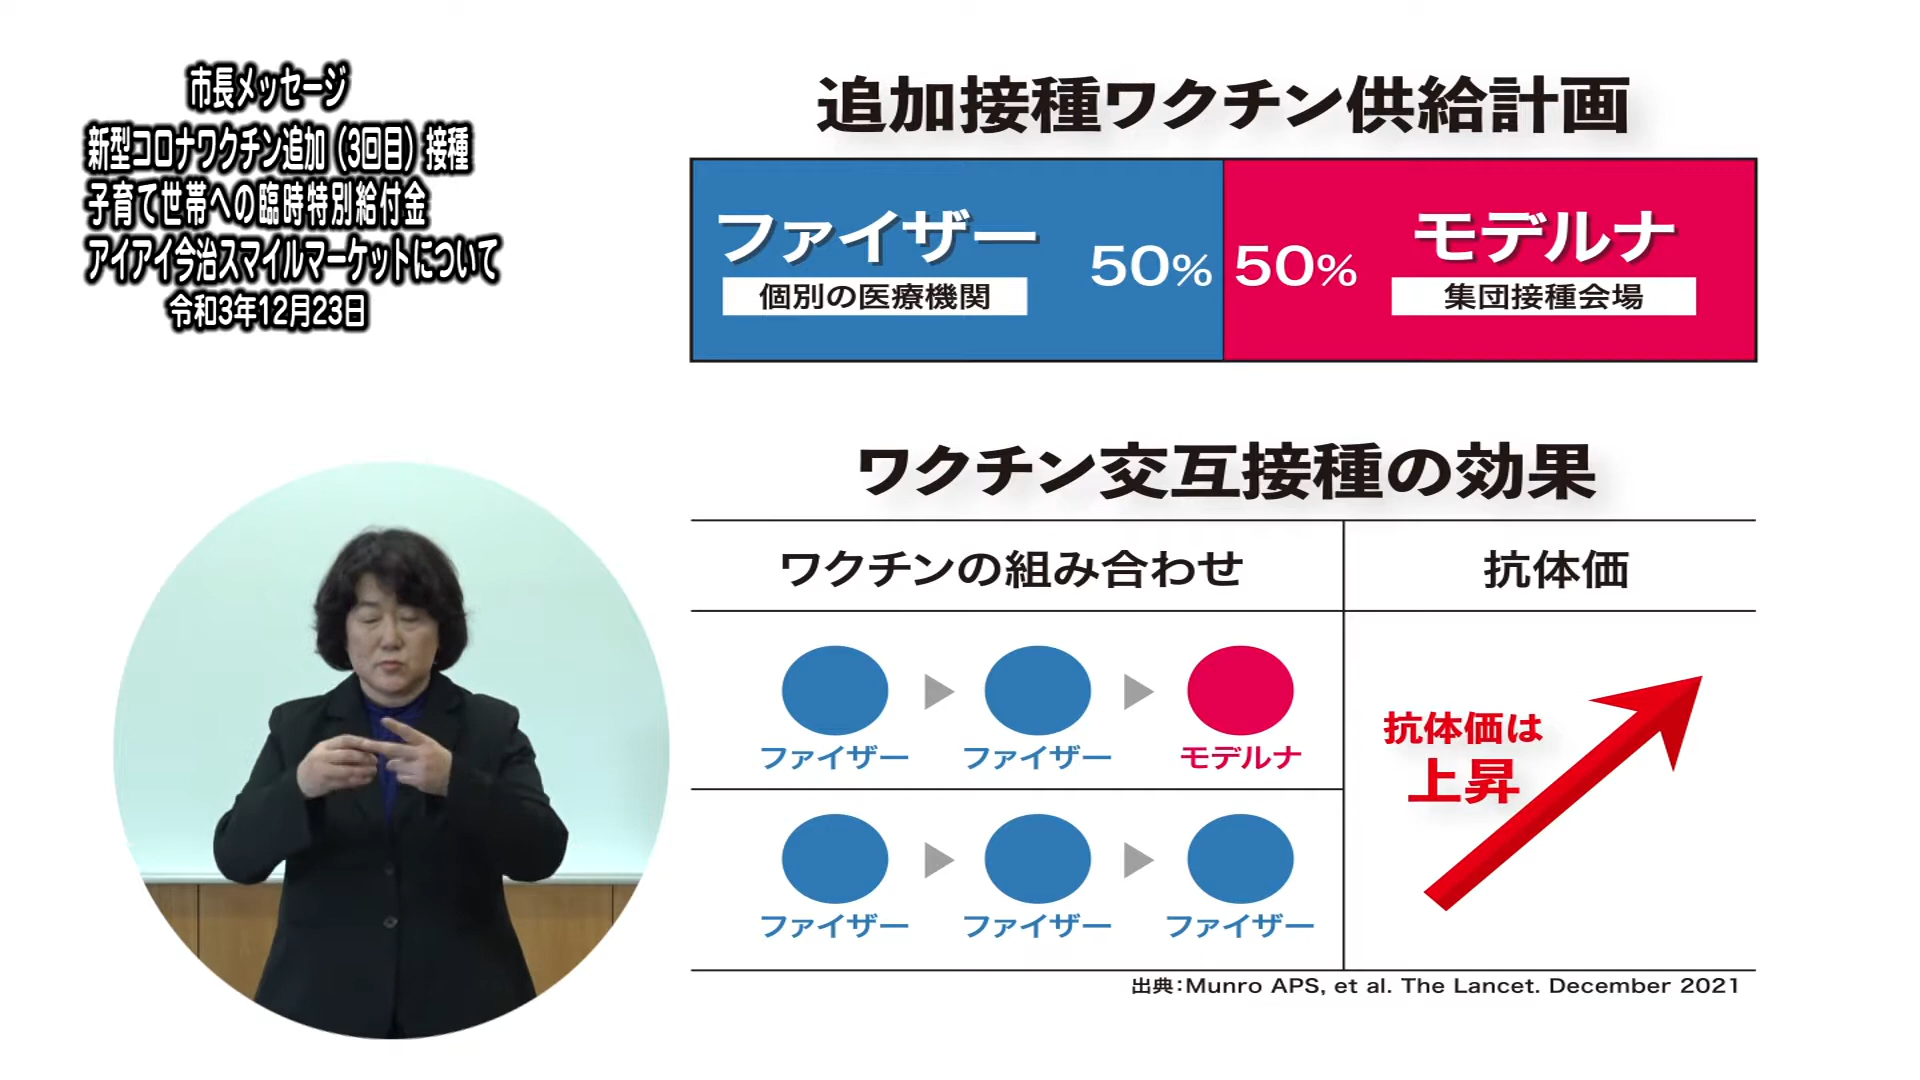 市長メッセージ
新型コロナワクチン追加（3回目）接種
子育て世帯への臨時特別給付金
アイアイ今治スマイルマーケットについて
令和3年12月23日
追加接種ワクチン供給計画
ファイザー
個別の医療機関
50%
50%
モデルナ
集団接種会場
ワクチン交互接種の効果
ワクチンの組み合わせ
抗体価
ファイザー
ファイザー
モデルナ
ファイザー
ファイザー
ファイザー
抗体価は
上昇
出典：Munro APS, et al. The Lancet. December 2021